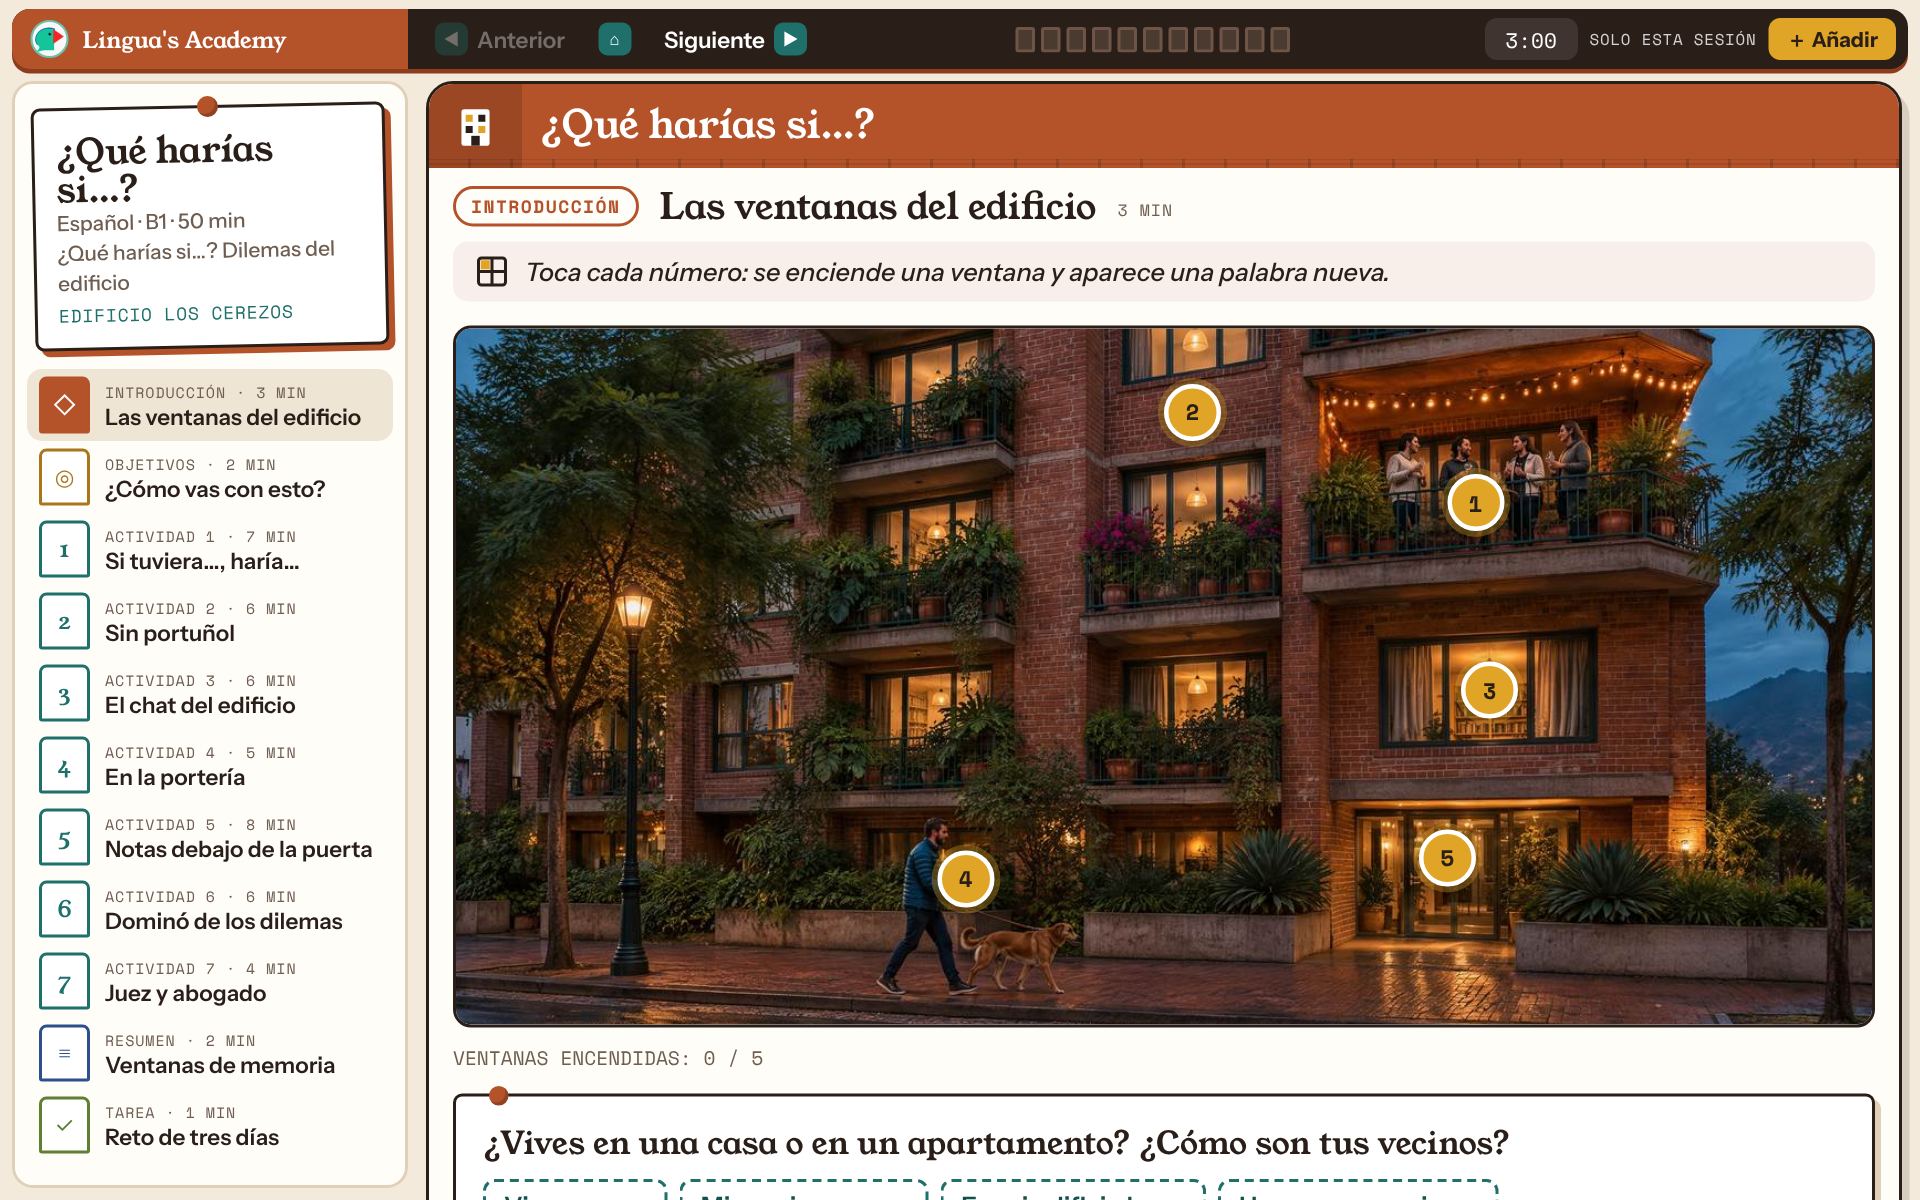 Lingua's Academy
Anterior
Siguiente
3:00
SOLO ESTA SESIÓN
+ Añadir
¿Qué harías
si...?
Español · B1 · 50 min
¿Qué harías si...? Dilemas del
edificio
EDIFICIO LOS CEREZOS
INTRODUCCIÓN · 3 MIN
Las ventanas del edificio
OBJETIVOS · 2 MIN
¿Cómo vas con esto?
1
ACTIVIDAD 1 · 7 MIN
Si tuviera..., haría...
2
ACTIVIDAD 2 · 6 MIN
Sin portuñol
3
ACTIVIDAD 3 · 6 MIN
El chat del edificio
4
ACTIVIDAD 4 · 5 MIN
En la portería
5
ACTIVIDAD 5 · 8 MIN
Notas debajo de la puerta
6
ACTIVIDAD 6 · 6 MIN
Dominó de los dilemas
7
ACTIVIDAD 7 · 4 MIN
Juez y abogado
RESUMEN · 2 MIN
Ventanas de memoria
TAREA · 1 MIN
Reto de tres días
¿Qué harías si...?
INTRODUCCIÓN
Las ventanas del edificio
3 MIN
Toca cada número: se enciende una ventana y aparece una palabra nueva.
2
1
3
5
4
VENTANAS ENCENDIDAS: 0 / 5
¿Vives en una casa o en un apartamento? ¿Cómo son tus vecinos?